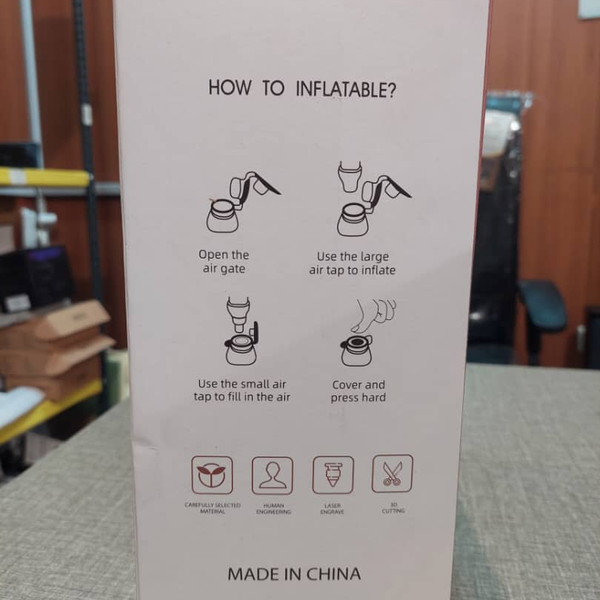 HOW TO INFLATABLE?
Open the
air gate
Use the large
air tap to inflate
Use the small air
tap to fill in the air
Cover and
press hard
CAREFULLY SELECTED
MATERIAL
HUMAN
ENGINEERING
LASER
ENGRAVE
3D
CUTTING
MADE IN CHINA